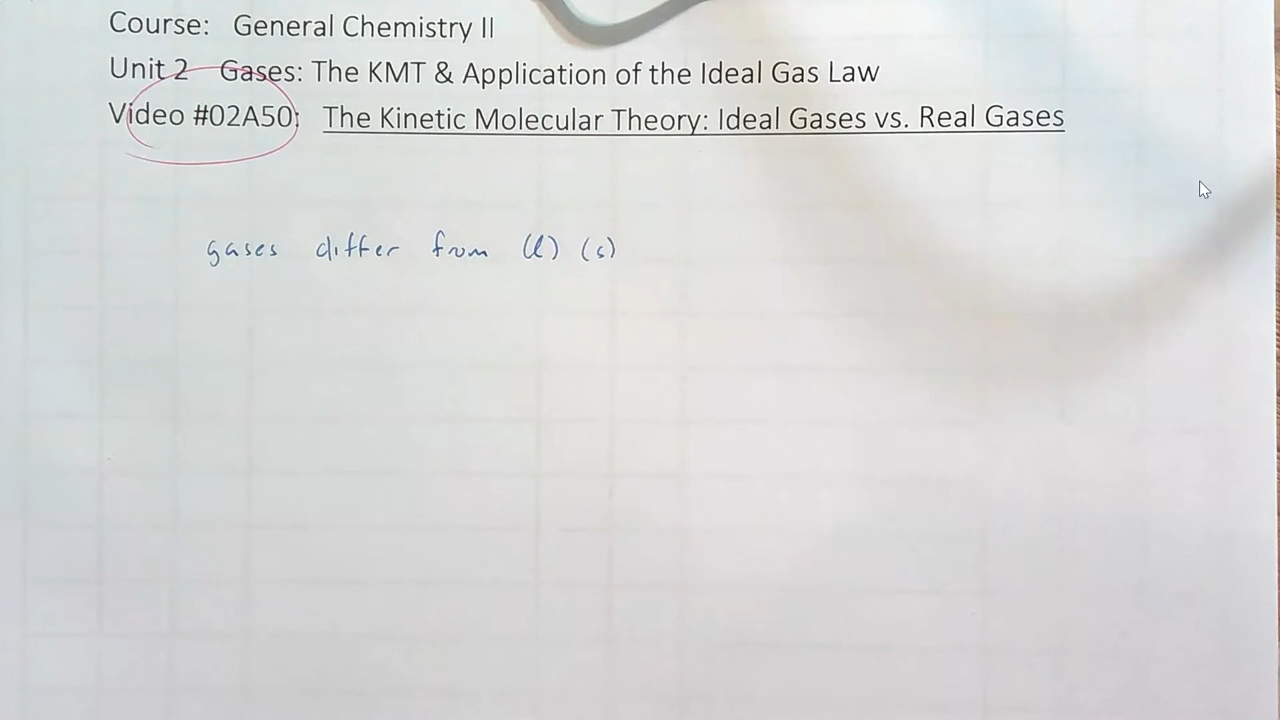 Course: General Chemistry II
Unit 2 Gases: The KMT & Application of the Ideal Gas Law
Video #02A50: The Kinetic Molecular Theory: Ideal Gases vs. Real Gases
gases differ from (l) (s)